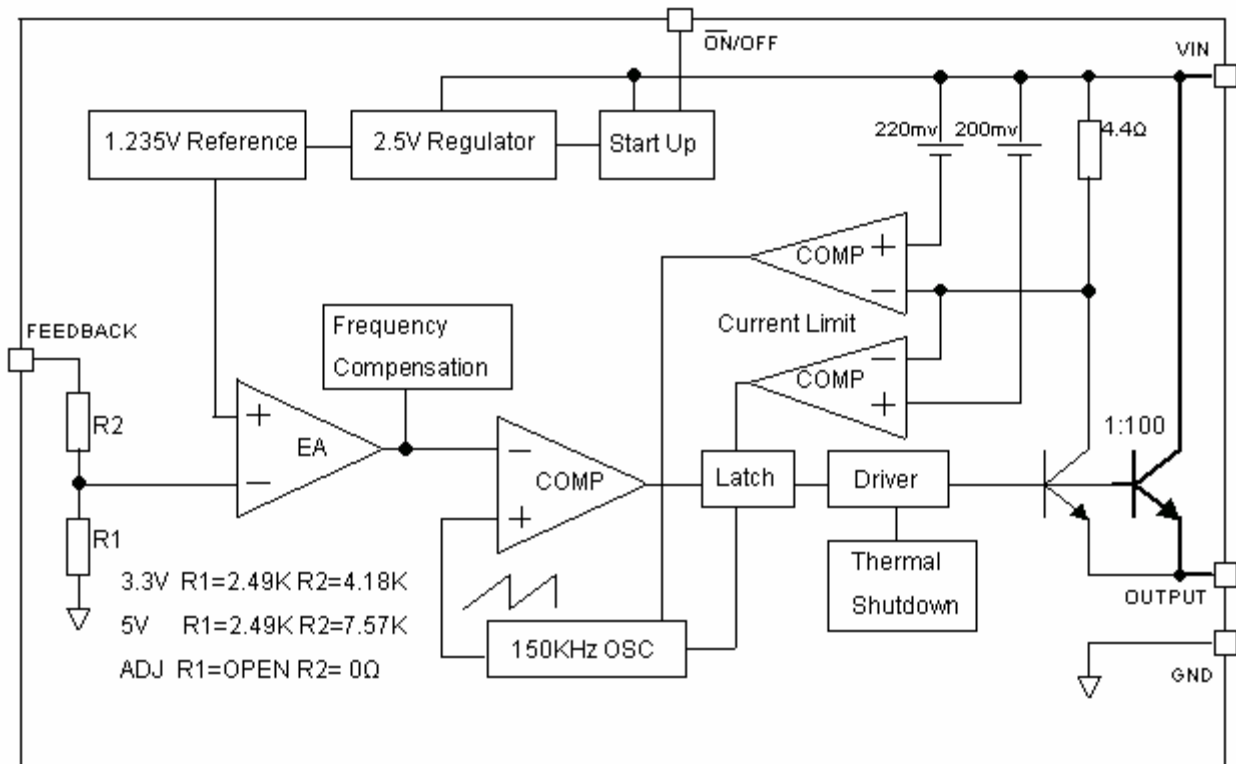 ON/OFF
VIN
1.235V Reference
2.5V Regulator
Start Up
220mv
200mv
4.4Ω
+
COMP
−
FEEDBACK
Frequency
Compensation
Current Limit
−
COMP
+
R2
+
EA
−
−
COMP
+
1:100
Latch
Driver
R1
Thermal
Shutdown
3.3V R1=2.49K R2=4.18K
5V R1=2.49K R2=7.57K
ADJ R1=OPEN R2= 0Ω
150KHz OSC
OUTPUT
GND